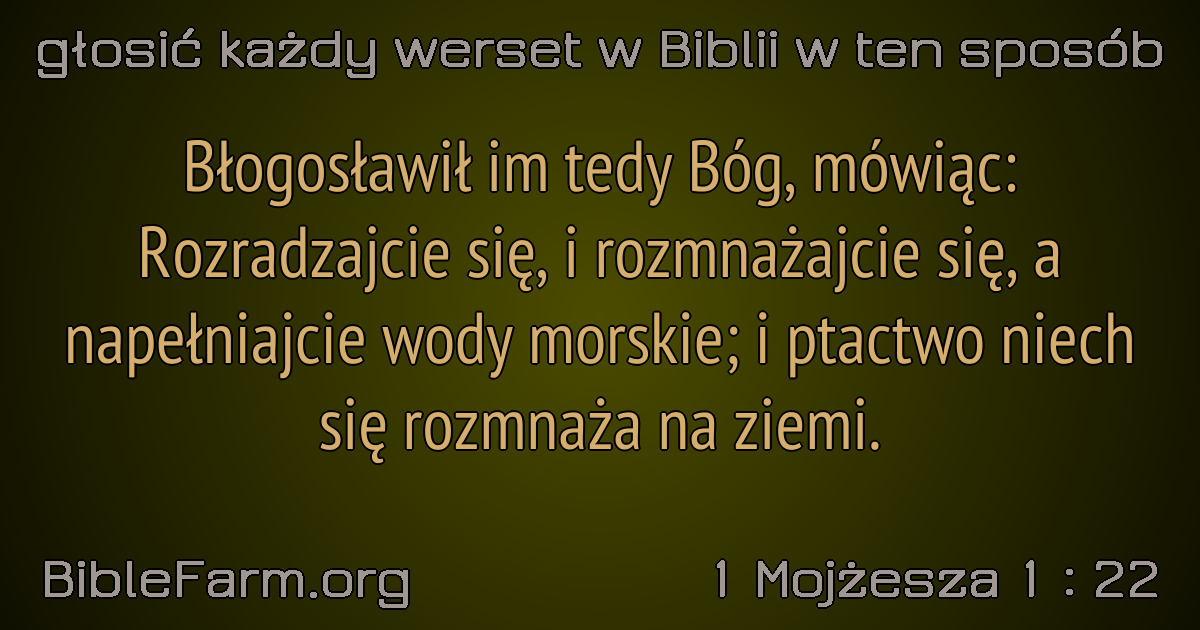 głosić każdy werset w Biblii w ten sposób
Błogosławił im tedy Bóg, mówiąc:
Rozradzajcie się, i rozmnażajcie się, a
napełniajcie wody morskie; i ptactwo niech
się rozmnaża na ziemi.
BibleFarm.org
1 Mojżesza 1 : 22